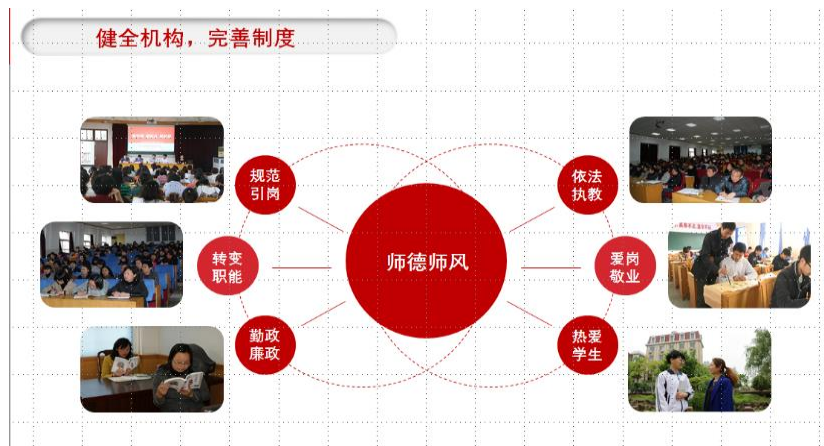 健全机构，完善制度
规范
引岗
依法
执教
转变
职能
师德师风
爱岗
敬业
勤政
廉政
热爱
学生